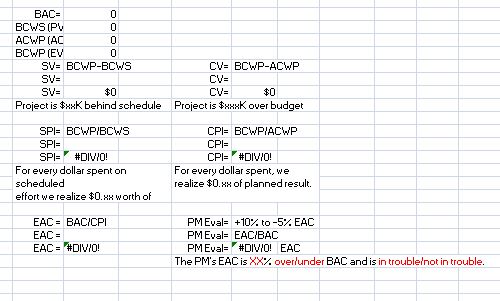 BAC= 0
BCWS (PV 0
ACWP (AC 0
BCWP (EV 0
SV= BCWP-BCWS CV= BCWP-ACWP
SV= CV=
SV= $0 CV= $0
Project is $xxK behind schedule Project is $xxxK over budget
SPI= BCWP/BCWS CPI= BCWP/ACWP
SPI= CPI=
SPI= #DIV/0! CPI= #DIV/0!
For every dollar spent on For every dollar spent, we
scheduled realize $0.xx of planned result.
effort we realize $0.xx worth of
EAC = BAC/CPI PM Eval= +10% to -5% EAC
EAC = PM Eval= EAC/BAC
EAC = #DIV/0! PM Eval= #DIV/0! EAC
The PM's EAC is XX% over/under BAC and is in trouble/not in trouble.